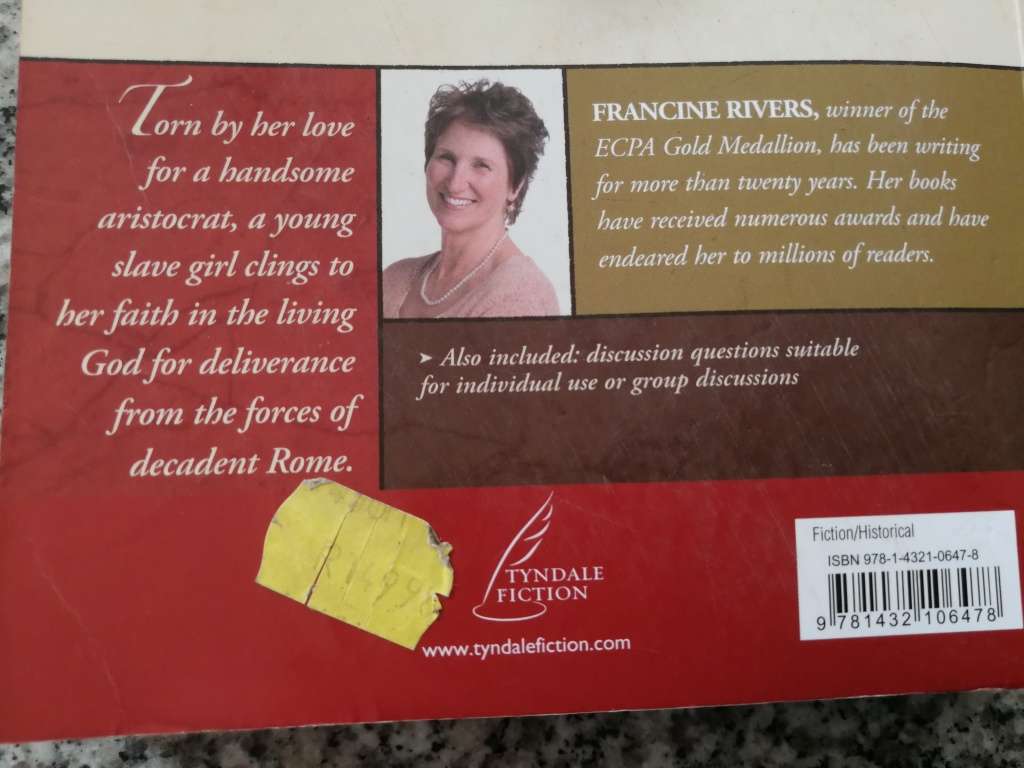 Torn by her love
for a handsome
aristocrat, a young
slave girl clings to
her faith in the living
God for deliverance
from the forces of
decadent Rome.
FRANCINE RIVERS, winner of the
ECPA Gold Medallion, has been writing
for more than twenty years. Her books
have received numerous awards and have
endeared her to millions of readers.
➤ Also included: discussion questions suitable
for individual use or group discussions
TYNDALE
FICTION
www.tyndalefiction.com
Fiction/Historical
ISBN 978-1-4321-0647-8
9 781432 106478